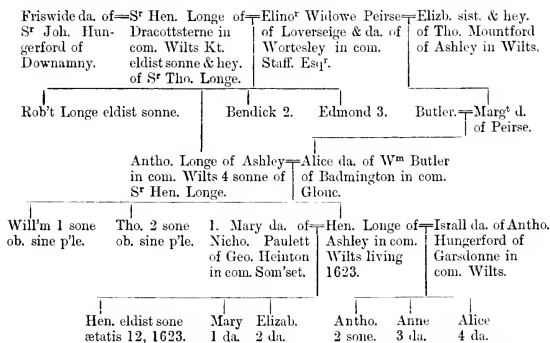 Friswide da. of=Sr Hen. Longe of=Elinor Widowe Peirse=Elizb. sist. & hey.
Sr Joh. Hun- Dracottsterne in of Loverseige & da. of of Tho. Mountford
gerford of com. Wilts Kt. Wortesley in com. of Ashley in Wilts.
Downamny. eldist sonne & hey. Staff. Esqr.
of Sr Tho. Longe.
Rob't Longe eldist sonne. Bendick 2. Edmond 3. Butler.=Margt d.
of Peirse.
Antho. Longe of Ashley=Alice da. of Wm Butler
in com. Wilts 4 sonne of of Badmington in com.
Sr Hen. Longe. Glouc.
Will'm 1 sone Tho. 2 sone 1. Mary da. of=Hen. Longe of=Israll da. of Antho.
ob. sine p'le. ob. sine p'le. Nicho. Paulett Ashley in com. Hungerford of
of Geo. Heinton Wilts living Garsdonne in
in com. Som'set. 1623. com. Wilts.
Hen. eldist sone Mary Elizab. Antho. Anne Alice
ætatis 12, 1623. 1 da. 2 da. 2 sone. 3 da. 4 da.